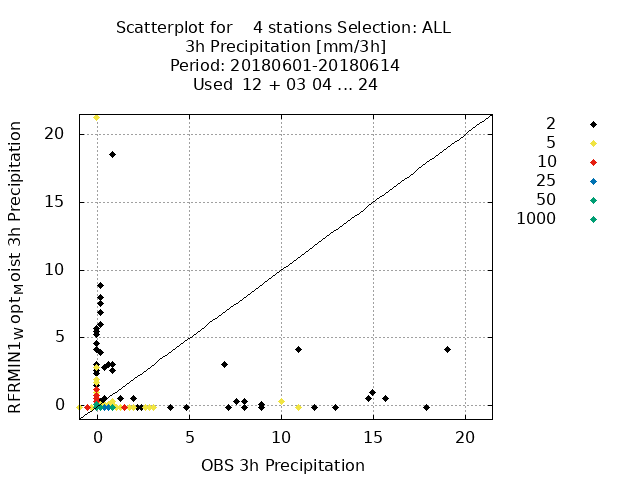 Scatterplot for 4 stations Selection: ALL
3h Precipitation [mm/3h]
Period: 20180601-20180614
Used 12 + 03 04 ... 24
RFRMIN1WoptMoist 3h Precipitation
20
15
10
5
0
0 5 10 15 20
OBS 3h Precipitation
2
5
10
25
50
1000